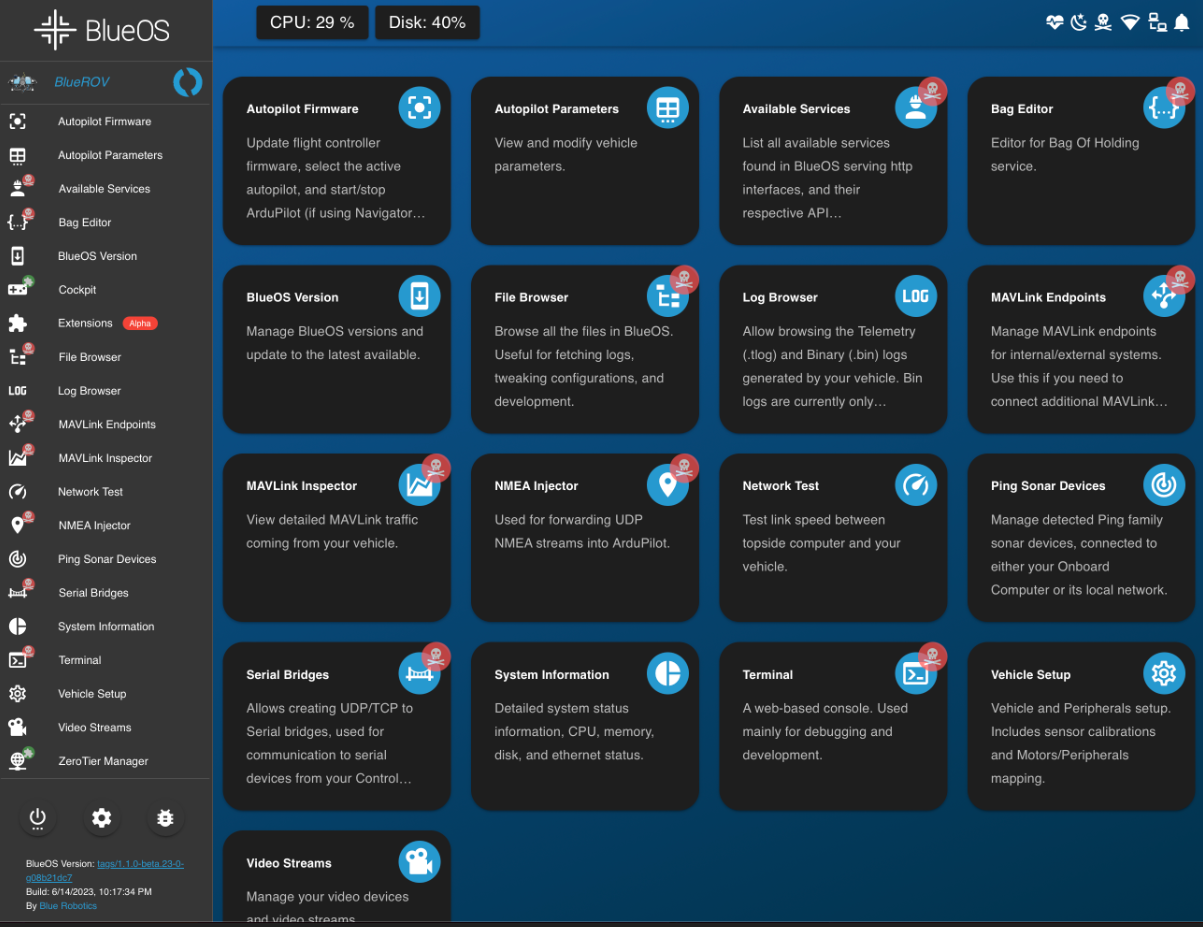 BlueOS
CPU: 29 %
Disk: 40%
BlueROV
Autopilot Firmware
Autopilot Parameters
Available Services
Bag Editor
BlueOS Version
Cockpit
Extensions Alpha
File Browser
LOG Log Browser
MAVLink Endpoints
MAVLink Inspector
Network Test
NMEA Injector
Ping Sonar Devices
Serial Bridges
System Information
Terminal
Vehicle Setup
Video Streams
ZeroTier Manager
BlueOS Version: tags/1.1.0-beta.23-0-
g08b21dc7
Build: 6/14/2023, 10:17:34 PM
By Blue Robotics
Autopilot Firmware
Update flight controller
firmware, select the active
autopilot, and start/stop
ArduPilot (if using Navigator…
Autopilot Parameters
View and modify vehicle
parameters.
Available Services
List all available services
found in BlueOS serving http
interfaces, and their
respective API…
Bag Editor
{...}
Editor for Bag Of Holding
service.
BlueOS Version
Manage BlueOS versions and
update to the latest available.
File Browser
Browse all the files in BlueOS.
Useful for fetching logs,
tweaking configurations, and
development.
Log Browser
LOG
Allow browsing the Telemetry
(.tlog) and Binary (.bin) logs
generated by your vehicle. Bin
logs are currently only…
MAVLink Endpoints
Manage MAVLink endpoints
for internal/external systems.
Use this if you need to
connect additional MAVLink…
MAVLink Inspector
View detailed MAVLink traffic
coming from your vehicle.
NMEA Injector
Used for forwarding UDP
NMEA streams into ArduPilot.
Network Test
Test link speed between
topside computer and your
vehicle.
Ping Sonar Devices
Manage detected Ping family
sonar devices, connected to
either your Onboard
Computer or its local network.
Serial Bridges
Allows creating UDP/TCP to
Serial bridges, used for
communication to serial
devices from your Control…
System Information
Detailed system status
information, CPU, memory,
disk, and ethernet status.
Terminal
A web-based console. Used
mainly for debugging and
development.
Vehicle Setup
Vehicle and Peripherals setup.
Includes sensor calibrations
and Motors/Peripherals
mapping.
Video Streams
Manage your video devices
and video streams